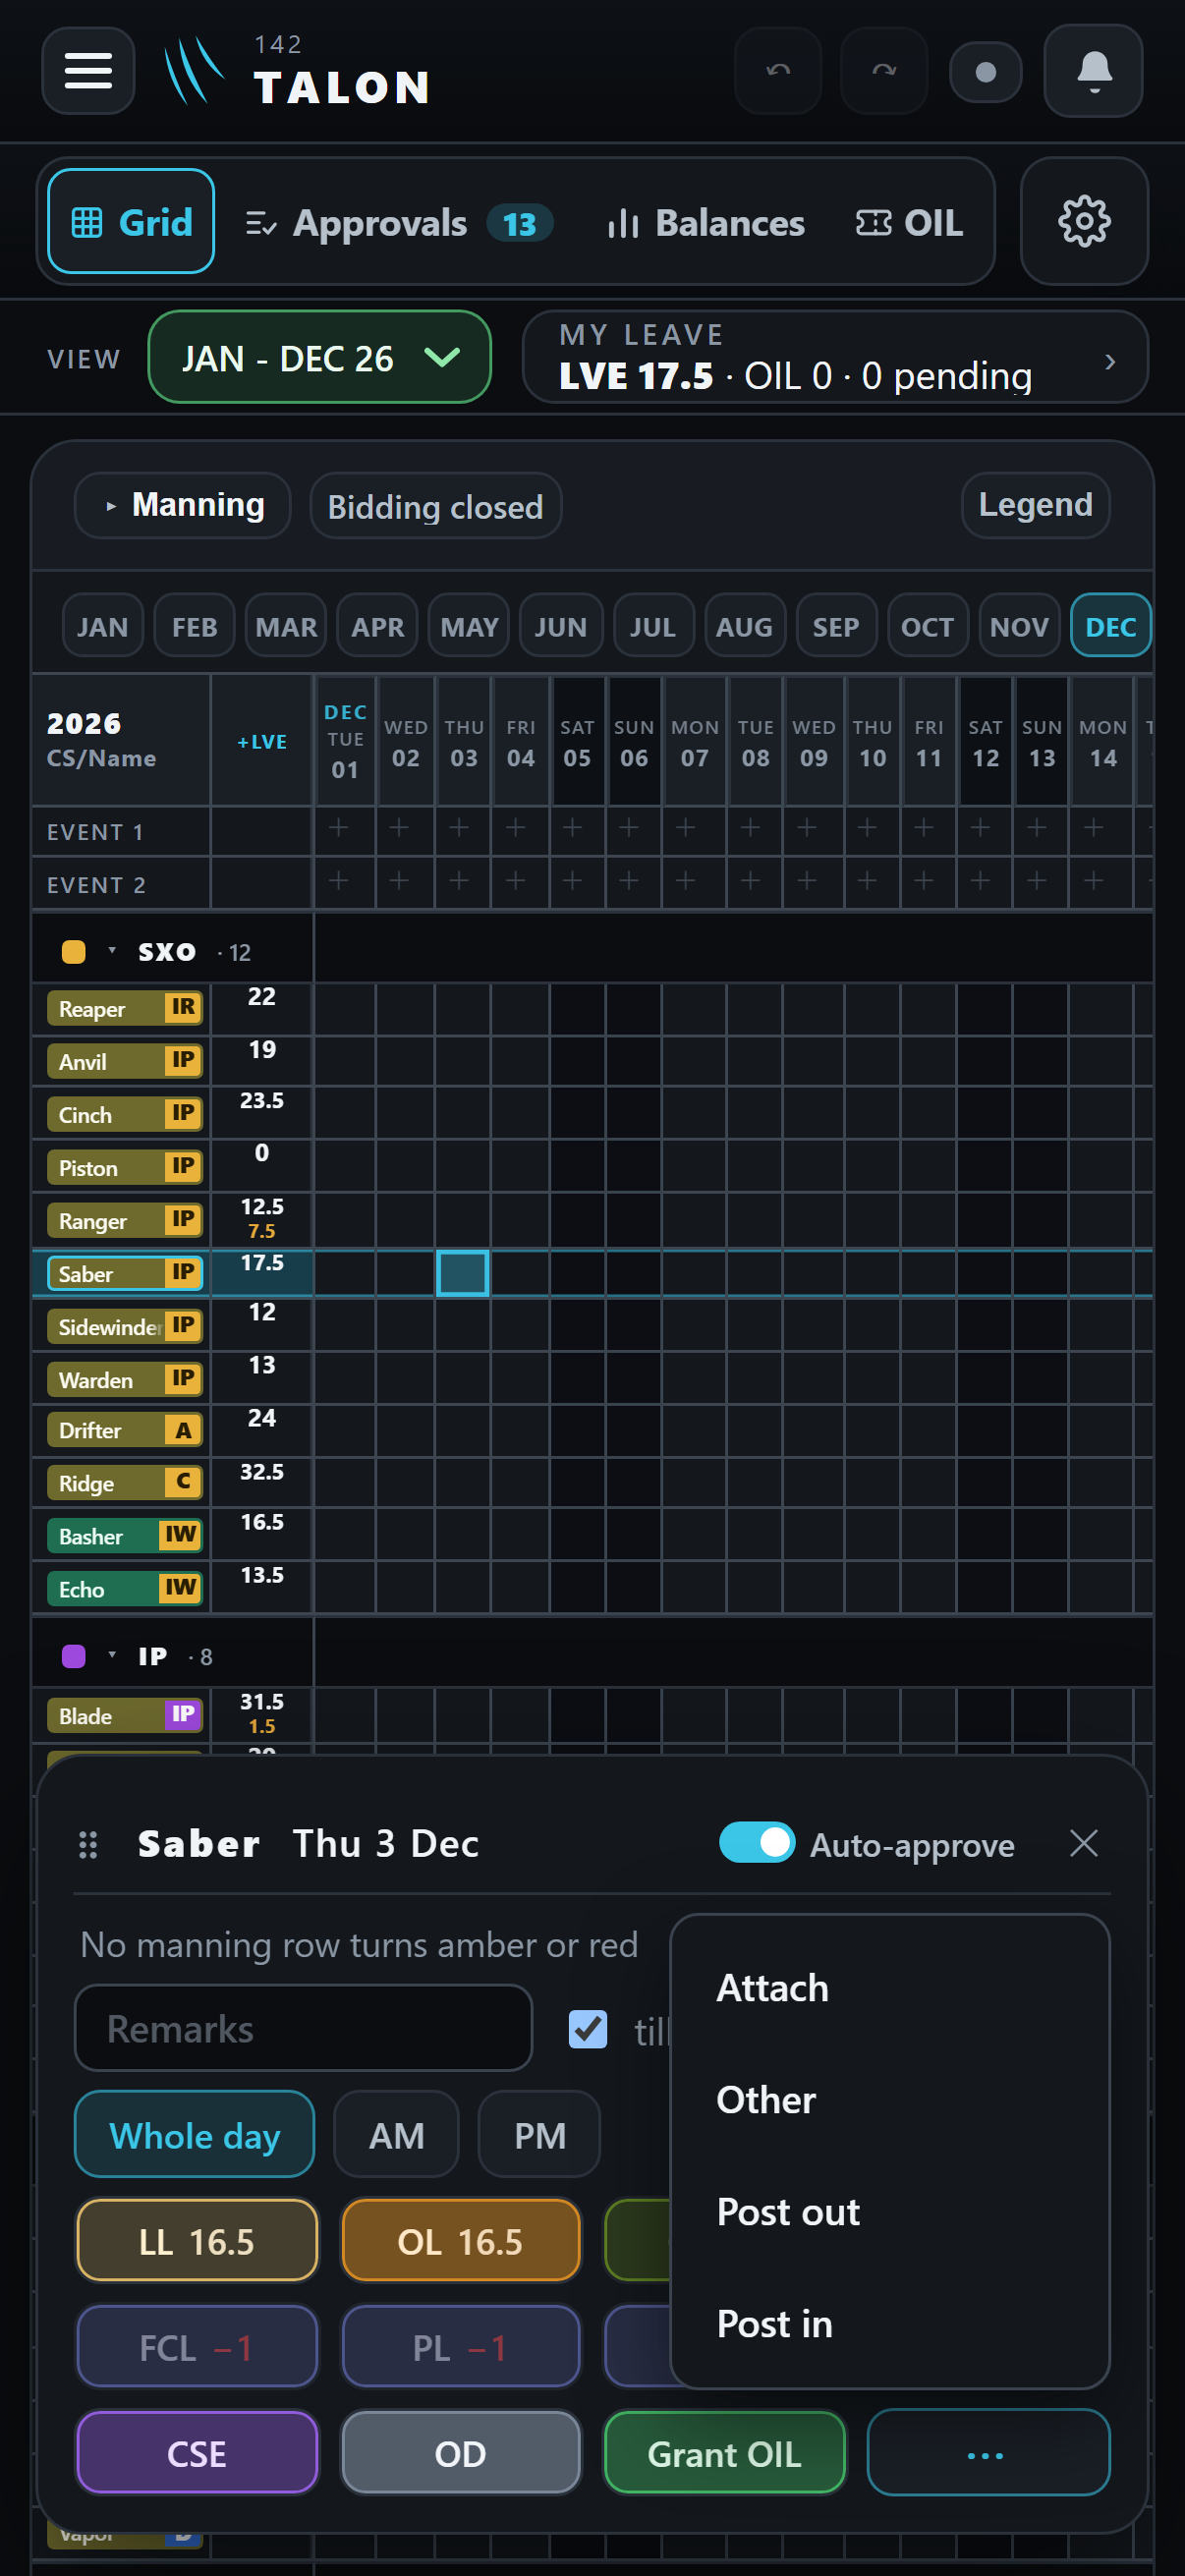 142
TALON
Grid
Approvals 13
Balances
OIL
VIEW
JAN - DEC 26
MY LEAVE
LVE 17.5 · OIL 0 · 0 pending
Manning
Bidding closed
Legend
JAN FEB MAR APR MAY JUN JUL AUG SEP OCT NOV DEC
2026
CS/Name
+LVE
DEC TUE 01
WED 02
THU 03
FRI 04
SAT 05
SUN 06
MON 07
TUE 08
WED 09
THU 10
FRI 11
SAT 12
SUN 13
MON 14
EVENT 1
EVENT 2
SXO · 12
Reaper IR 22
Anvil IP 19
Cinch IP 23.5
Piston IP 0
Ranger IP 12.5
7.5
Saber IP 17.5
Sidewinder IP 12
Warden IP 13
Drifter A 24
Ridge C 32.5
Basher IW 16.5
Echo IW 13.5
IP · 8
Blade IP 31.5
1.5
Saber Thu 3 Dec
Auto-approve
No manning row turns amber or red
Remarks
till
Whole day AM PM
LL 16.5
OL 16.5
FCL −1
PL −1
CSE
OD
Grant OIL
...
Attach
Other
Post out
Post in